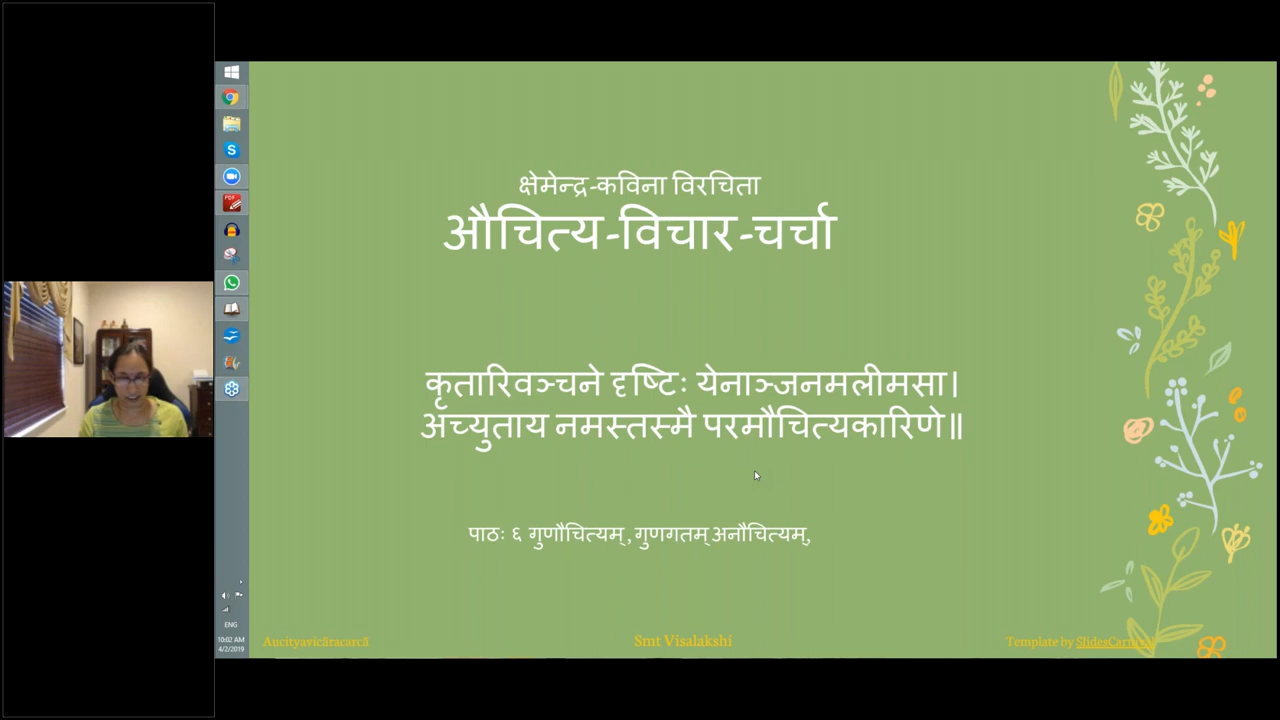 क्षेमेन्द्र-कविना विरचिता
औचित्य-विचार-चर्चा
कृतारिवञ्चने दृष्टिः येनाञ्जनमलीमसा।
अच्युताय नमस्तस्मै परमौचित्यकारिणे॥
पाठः ६ गुणौचित्यम् , गुणगतम् अनौचित्यम्,
ENG
10:02 AM
4/2/2019
Aucityavicāracarcā
Smt Visalakshi
Template by SlidesCarnival